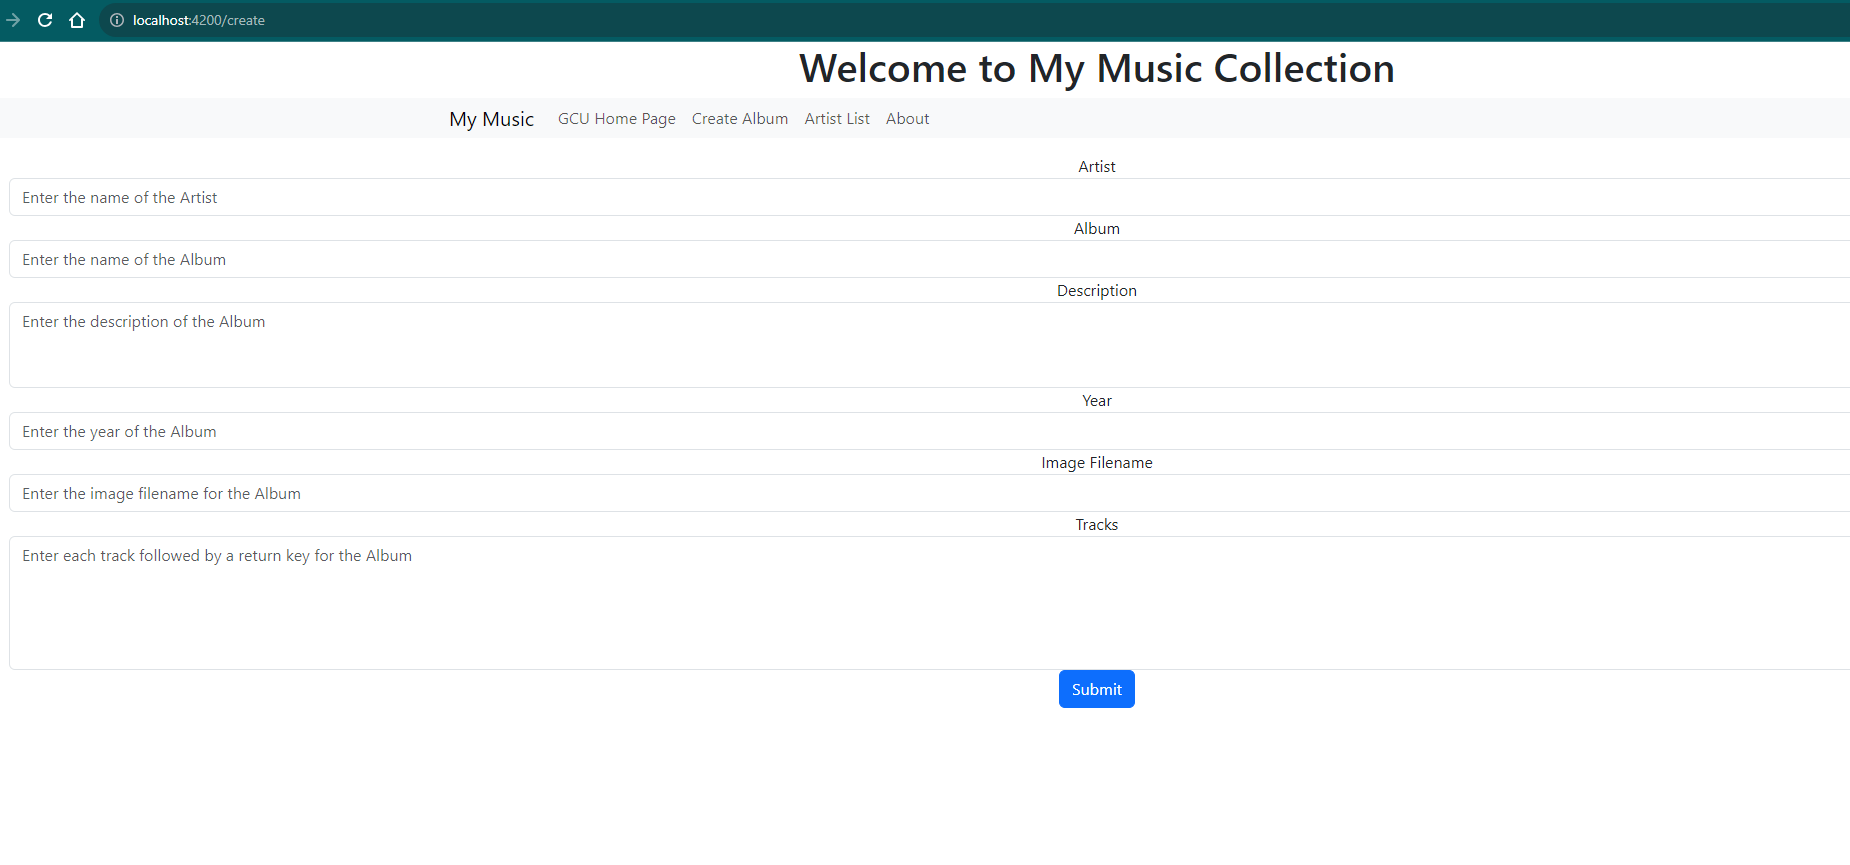 localhost:4200/create
Welcome to My Music Collection
My Music GCU Home Page Create Album Artist List About
Artist
Enter the name of the Artist
Album
Enter the name of the Album
Description
Enter the description of the Album
Year
Enter the year of the Album
Image Filename
Enter the image filename for the Album
Tracks
Enter each track followed by a return key for the Album
Submit